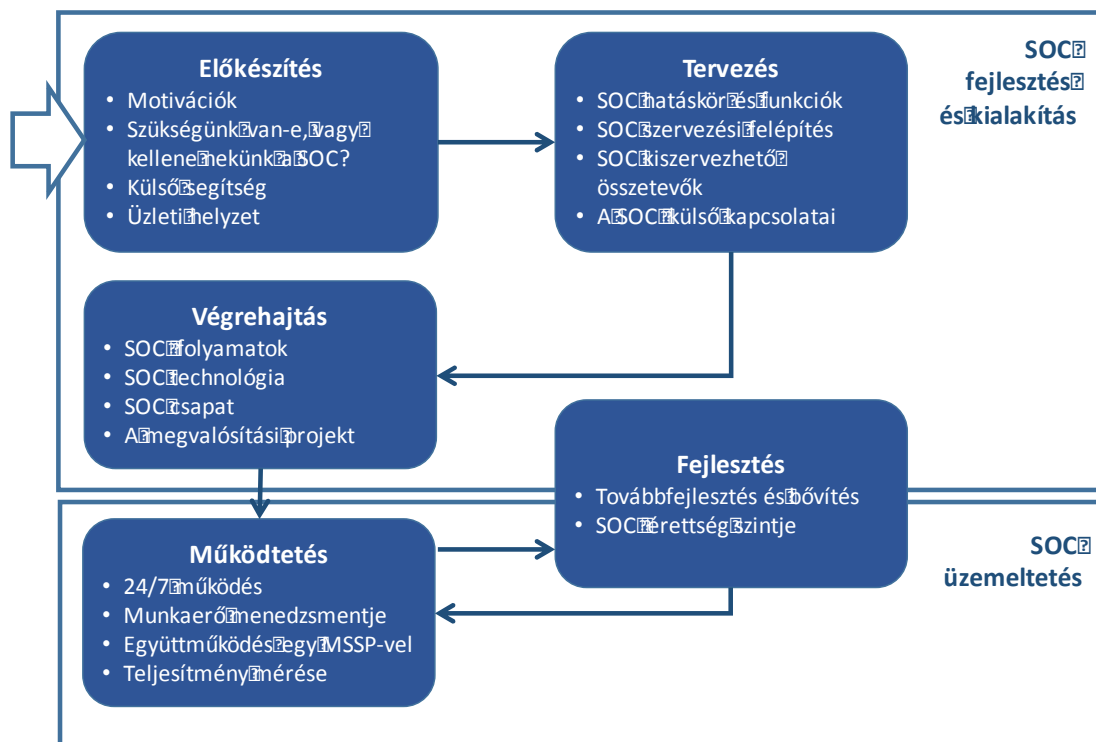 Előkészítés
• Motivációk
• Szükségünk van-e, vagy
kellene nekünk a SOC?
• Külső segítség
• Üzleti helyzet
Tervezés
• SOC hatáskör és funkciók
• SOC szervezési felépítés
• SOC kiszervezhető
összetevők
• A SOC külső kapcsolatai
SOC
fejlesztés
és kialakítás
Végrehajtás
• SOC folyamatok
• SOC technológia
• SOC csapat
• A megvalósítási projekt
Fejlesztés
• Továbbfejlesztés és bővítés
• SOC érettség szintje
Működtetés
• 24/7 működés
• Munkaerő menedzsmentje
• Együttműködés egy MSSP-vel
• Teljesítmény mérése
SOC
üzemeltetés